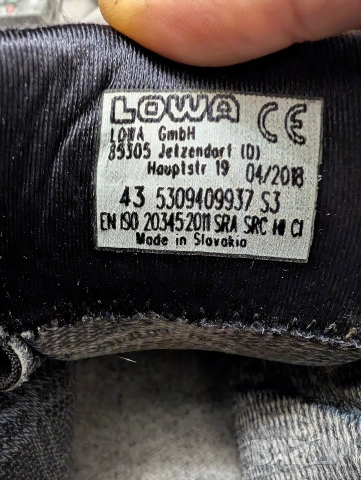 LOWA CE
LOWA GmbH
85305 Jetzendorf (D)
Hauptstr 19 04/2018
43 5309409937 S3
EN ISO 20345:2011 SRA SRC HI CI
Made in Slovakia